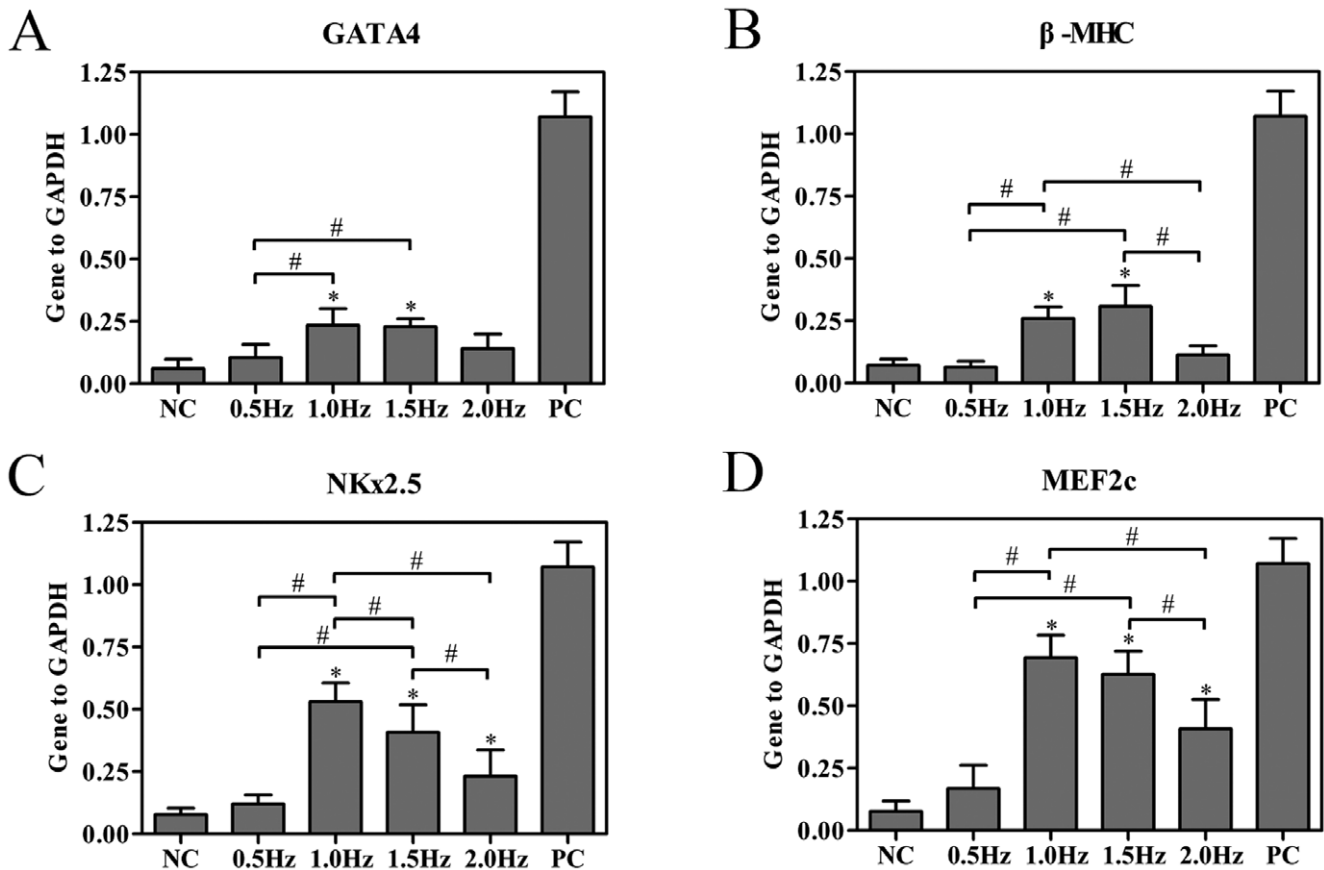 A
GATA4
Gene to GAPDH
1.25
1.00
0.75
0.50
0.25
0.00
#
#
* *
NC 0.5Hz 1.0Hz 1.5Hz 2.0Hz PC
B
β -MHC
Gene to GAPDH
1.25
1.00
0.75
0.50
0.25
0.00
# #
#
#
* *
NC 0.5Hz 1.0Hz 1.5Hz 2.0Hz PC
C
NKx2.5
Gene to GAPDH
1.25
1.00
0.75
0.50
0.25
0.00
#
#
#
#
#
* * *
NC 0.5Hz 1.0Hz 1.5Hz 2.0Hz PC
D
MEF2c
Gene to GAPDH
1.25
1.00
0.75
0.50
0.25
0.00
#
#
#
#
* * *
NC 0.5Hz 1.0Hz 1.5Hz 2.0Hz PC